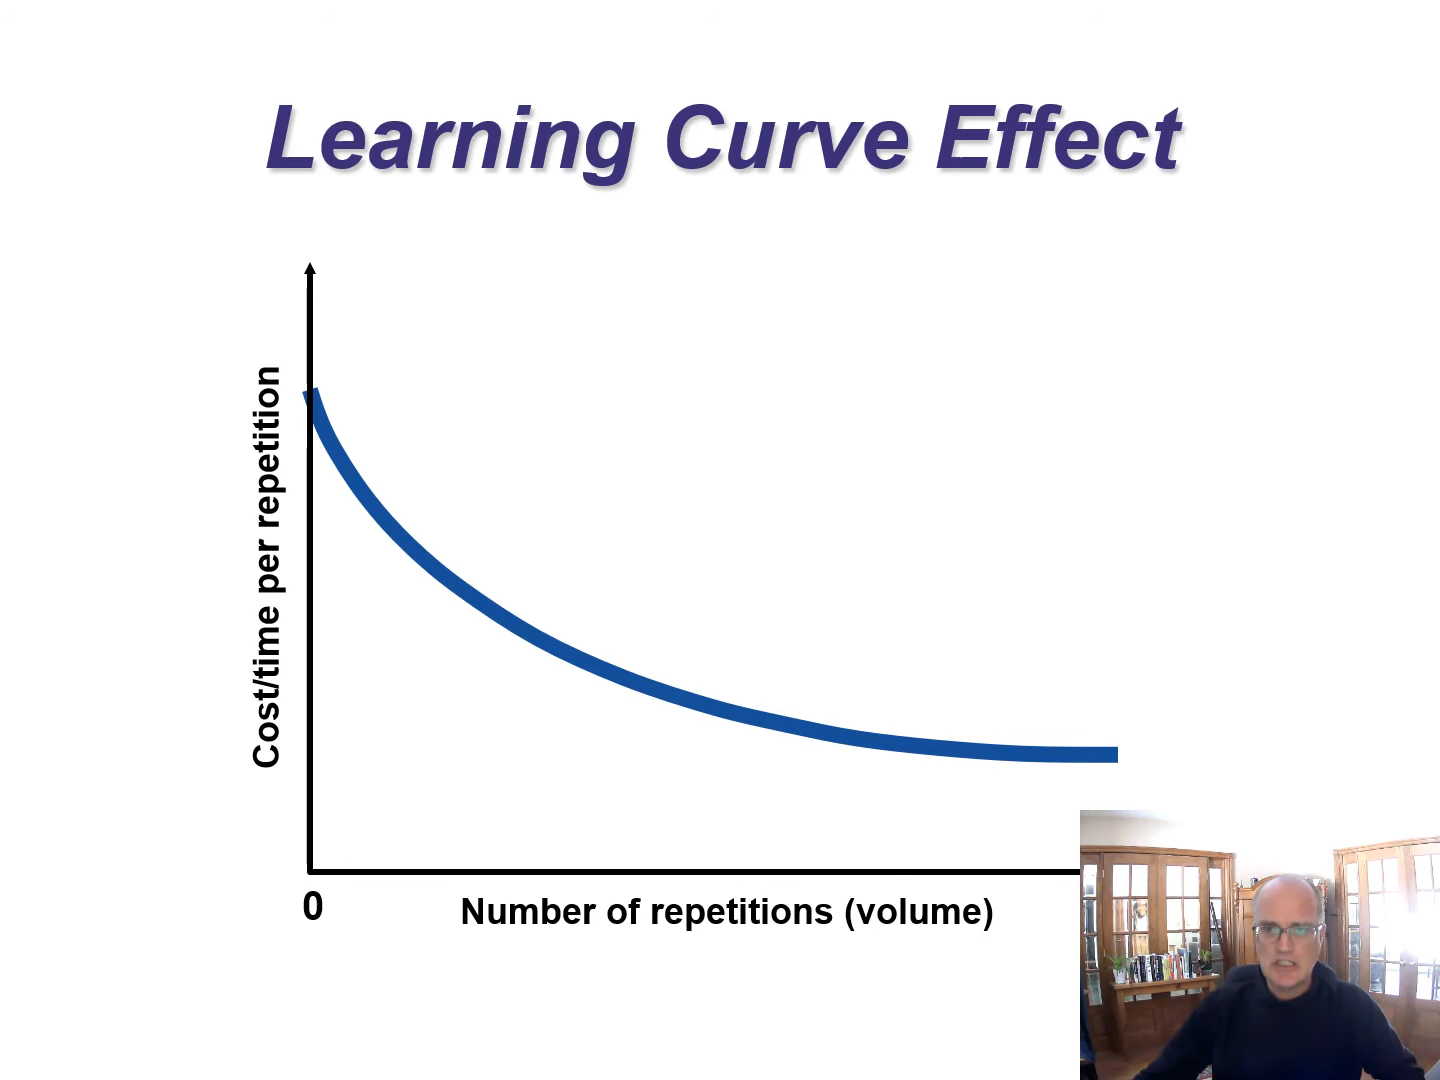 Learning Curve Effect
Cost/time per repetition
0
Number of repetitions (volume)